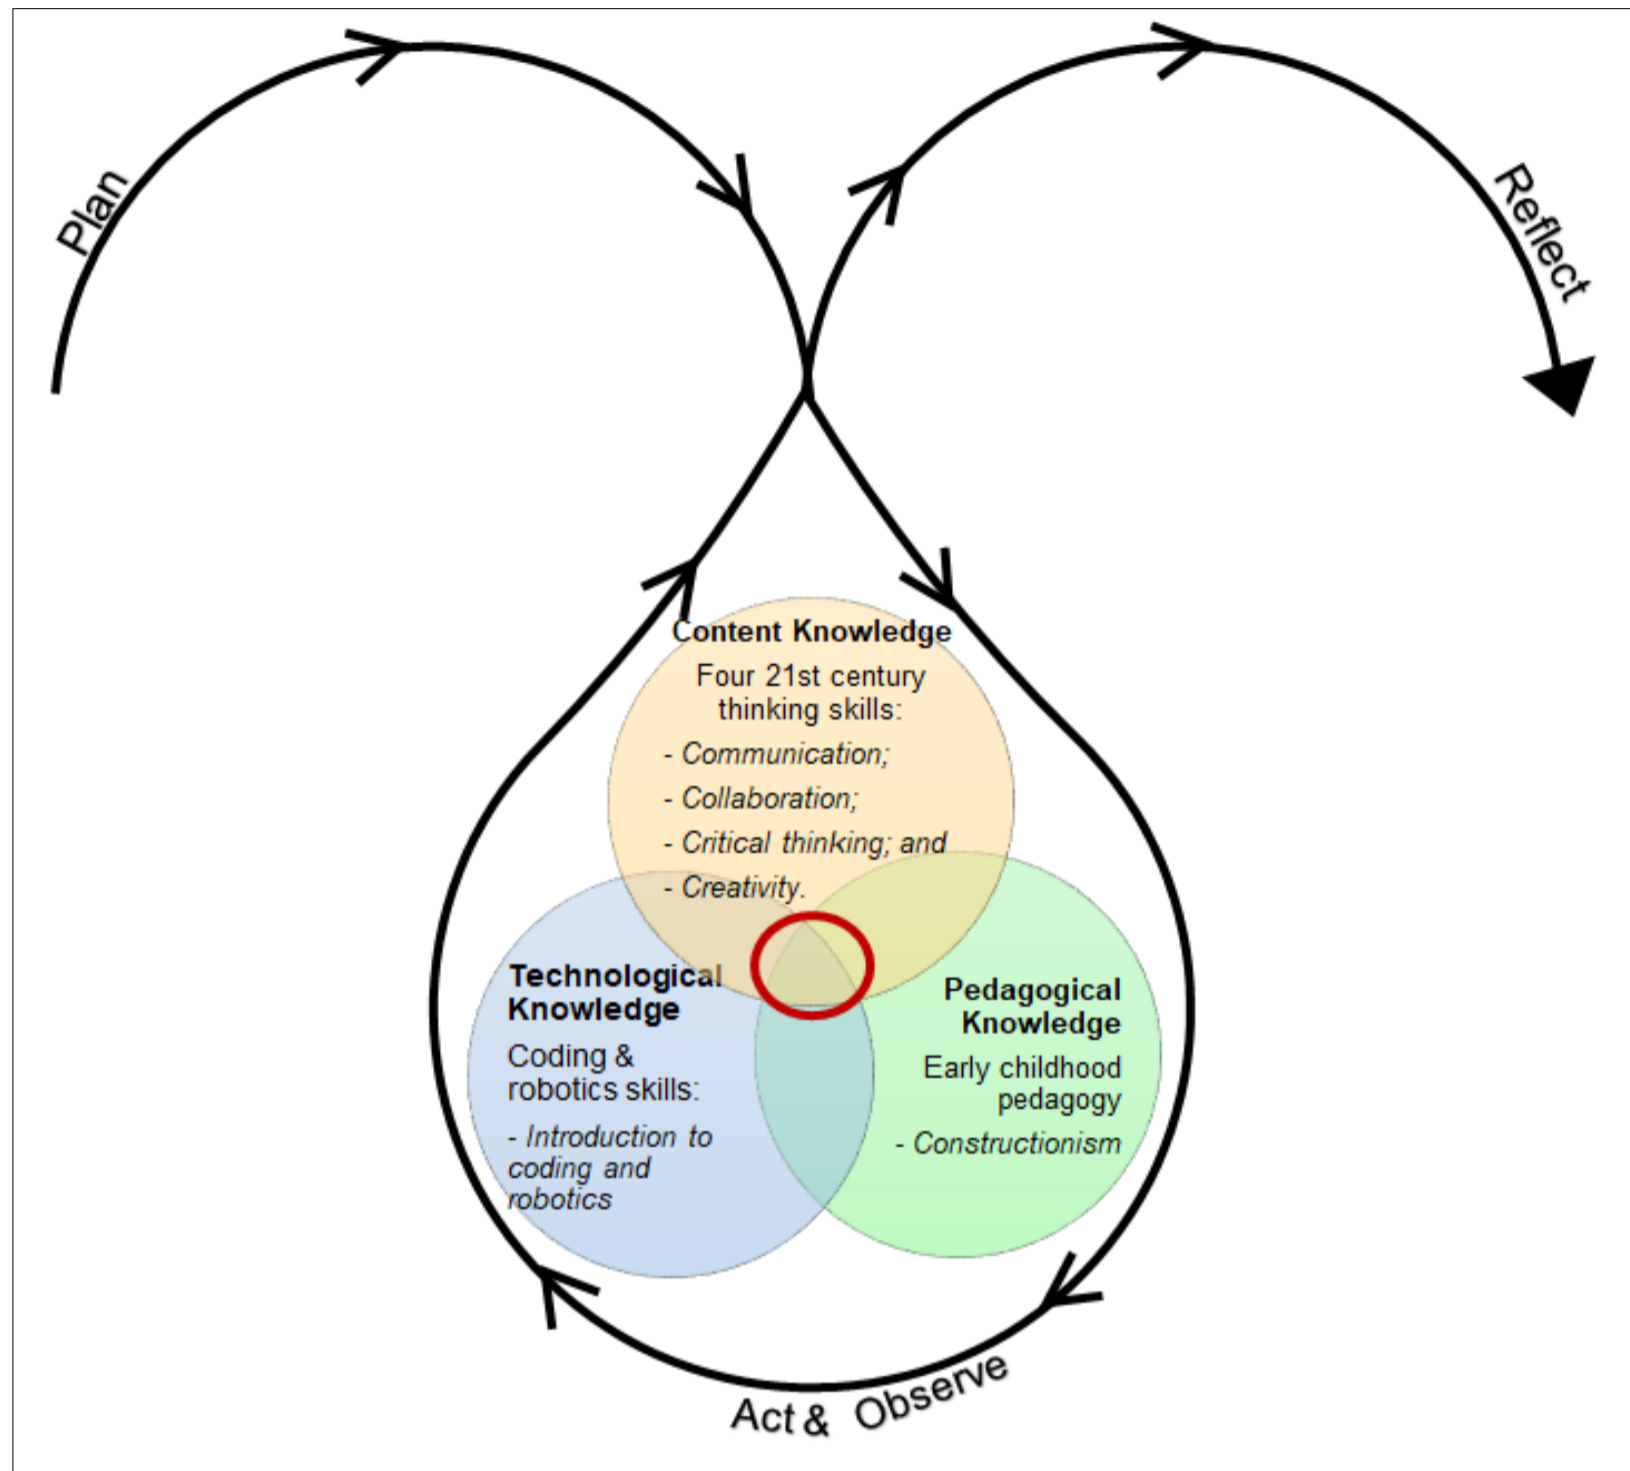 Plan
Reflect
Content Knowledge
Four 21st century
thinking skills:
- Communication;
- Collaboration;
- Critical thinking; and
- Creativity.
Technological
Knowledge
Coding &
robotics skills:
- Introduction to
coding and
robotics
Pedagogical
Knowledge
Early childhood
pedagogy
- Constructionism
Act & Observe